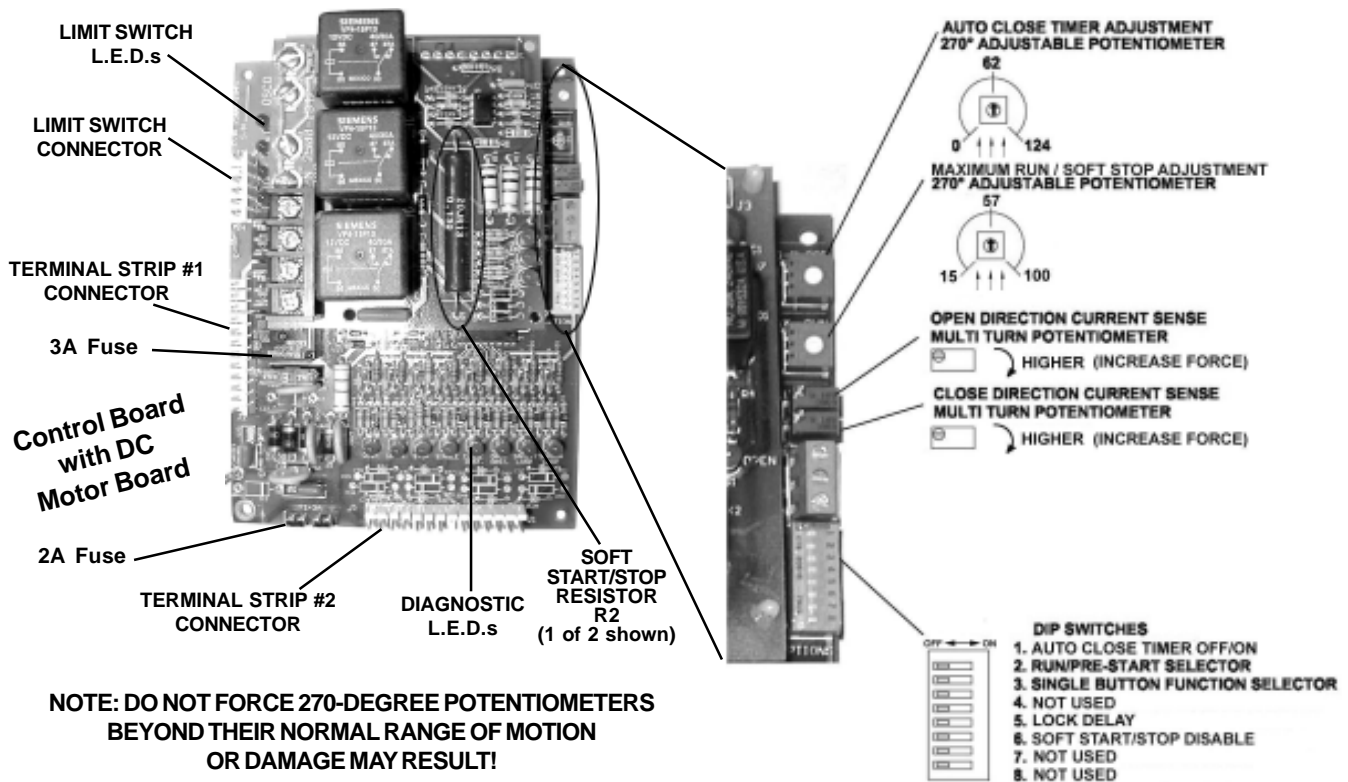 LIMIT SWITCH
L.E.D.s
LIMIT SWITCH
CONNECTOR
TERMINAL STRIP #1
CONNECTOR
3A Fuse
Control Board
with DC
Motor Board
2A Fuse
TERMINAL STRIP #2
CONNECTOR
DIAGNOSTIC
L.E.D.s
SOFT
START/STOP
RESISTOR
R2
(1 of 2 shown)
SIEMENS
SIEMENS
SIEMENS
NOTE: DO NOT FORCE 270-DEGREE POTENTIOMETERS
BEYOND THEIR NORMAL RANGE OF MOTION
OR DAMAGE MAY RESULT!
J3
OPEN
AUTO CLOSE TIMER ADJUSTMENT
270° ADJUSTABLE POTENTIOMETER
62
0
124
MAXIMUM RUN / SOFT STOP ADJUSTMENT
270° ADJUSTABLE POTENTIOMETER
57
15
100
OPEN DIRECTION CURRENT SENSE
MULTI TURN POTENTIOMETER
HIGHER (INCREASE FORCE)
CLOSE DIRECTION CURRENT SENSE
MULTI TURN POTENTIOMETER
HIGHER (INCREASE FORCE)
DIP SWITCHES
OFF ON
1. AUTO CLOSE TIMER OFF/ON
2. RUN/PRE-START SELECTOR
3. SINGLE BUTTON FUNCTION SELECTOR
4. NOT USED
5. LOCK DELAY
6. SOFT START/STOP DISABLE
7. NOT USED
8. NOT USED